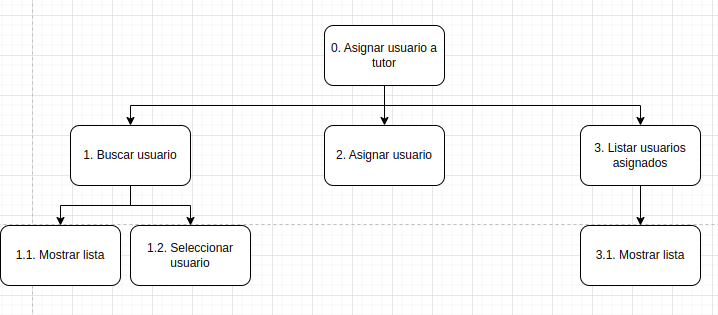 0. Asignar usuario a
tutor
1. Buscar usuario
2. Asignar usuario
3. Listar usuarios
asignados
1.1. Mostrar lista
1.2. Seleccionar
usuario
3.1. Mostrar lista